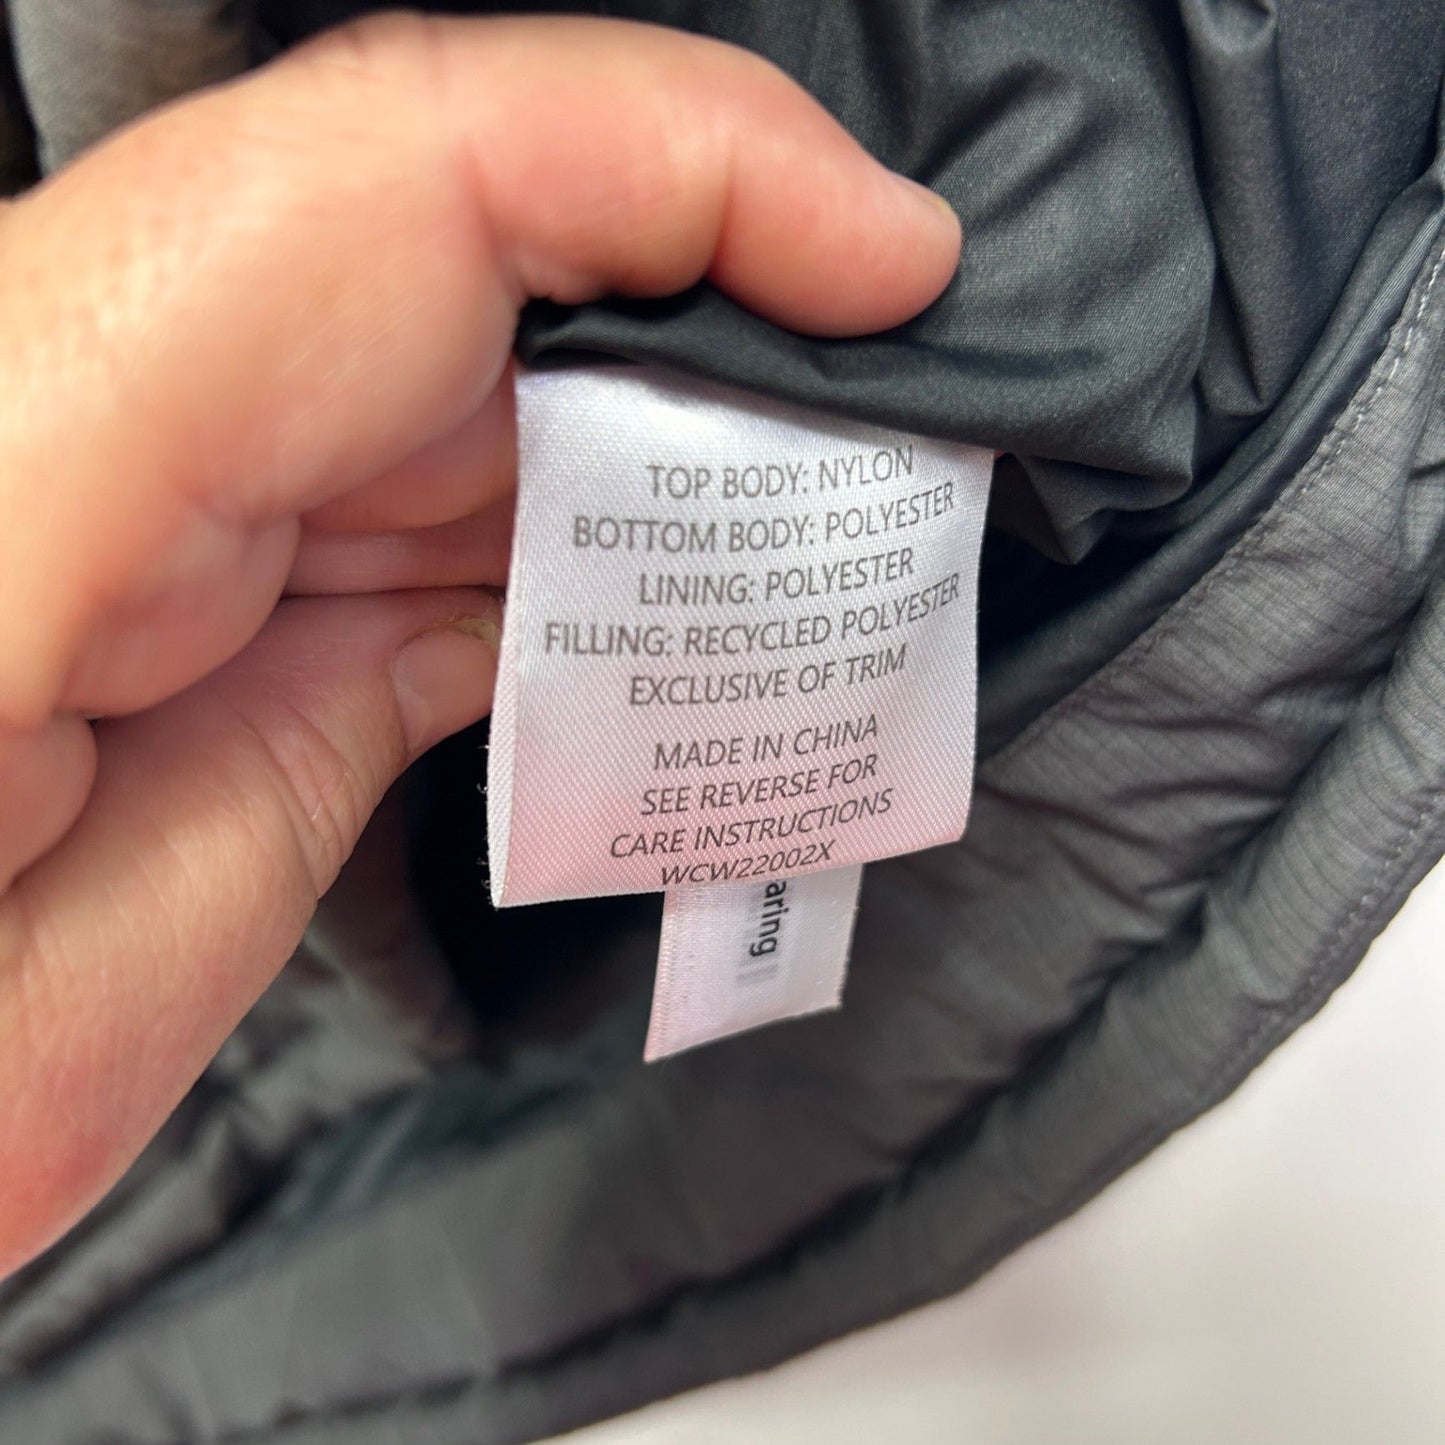 TOP BODY: NYLON
BOTTOM BODY: POLYESTER
LINING: POLYESTER
FILLING: RECYCLED POLYESTER
EXCLUSIVE OF TRIM
MADE IN CHINA
SEE REVERSE FOR
CARE INSTRUCTIONS
WCW22002X
aring